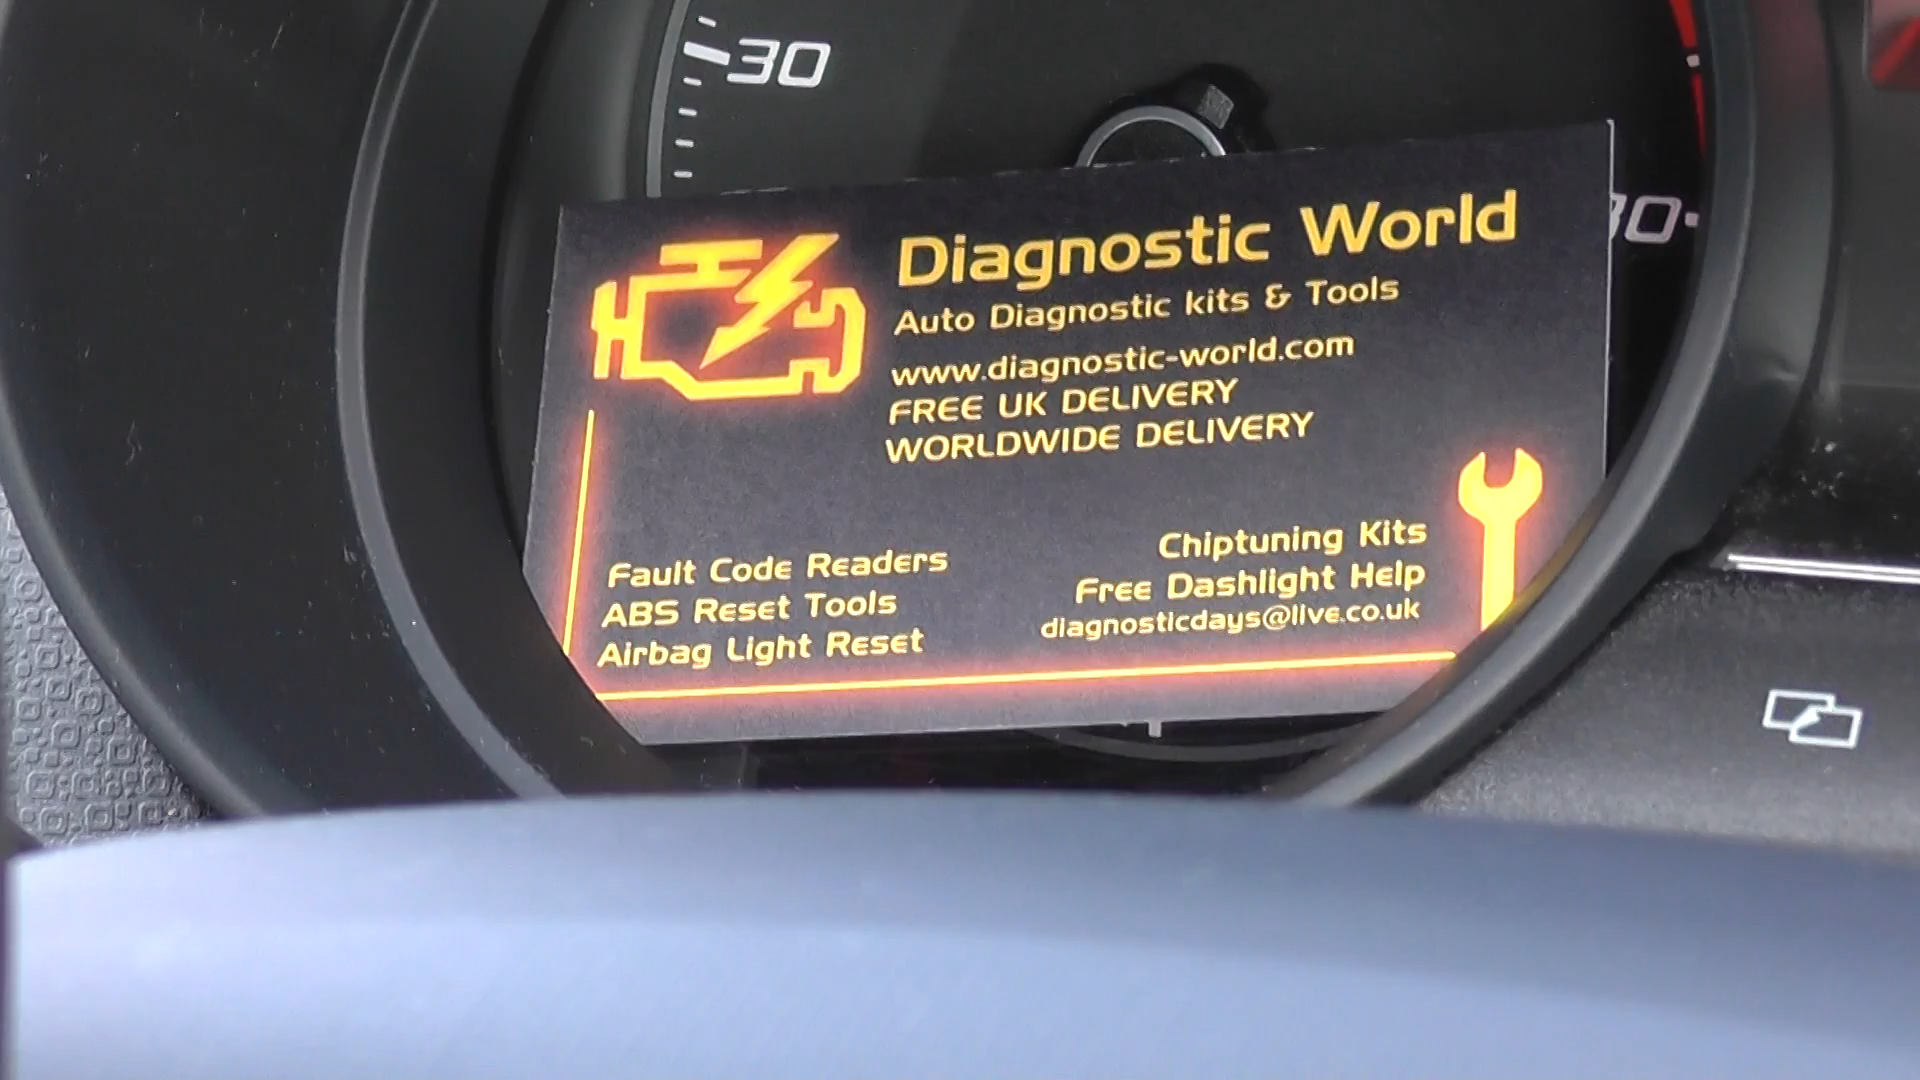 30
Diagnostic World
Auto Diagnostic kits & Tools
www.diagnostic-world.com
FREE UK DELIVERY
WORLDWIDE DELIVERY
Fault Code Readers
ABS Reset Tools
Airbag Light Reset
Chiptuning Kits
Free Dashlight Help
diagnosticdays@live.co.uk